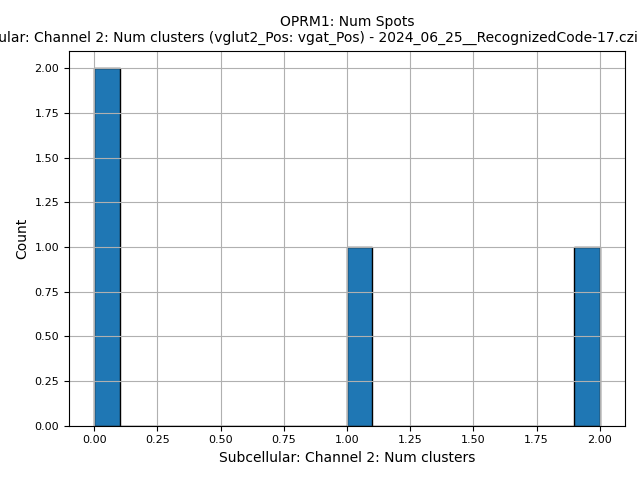 OPRM1: Num Spots
ular: Channel 2: Num clusters (vglut2_Pos: vgat_Pos) - 2024_06_25__RecognizedCode-17.czi
2.00
1.75
1.50
1.25
1.00
0.75
0.50
0.25
0.00
Count
0.00 0.25 0.50 0.75 1.00 1.25 1.50 1.75 2.00
Subcellular: Channel 2: Num clusters